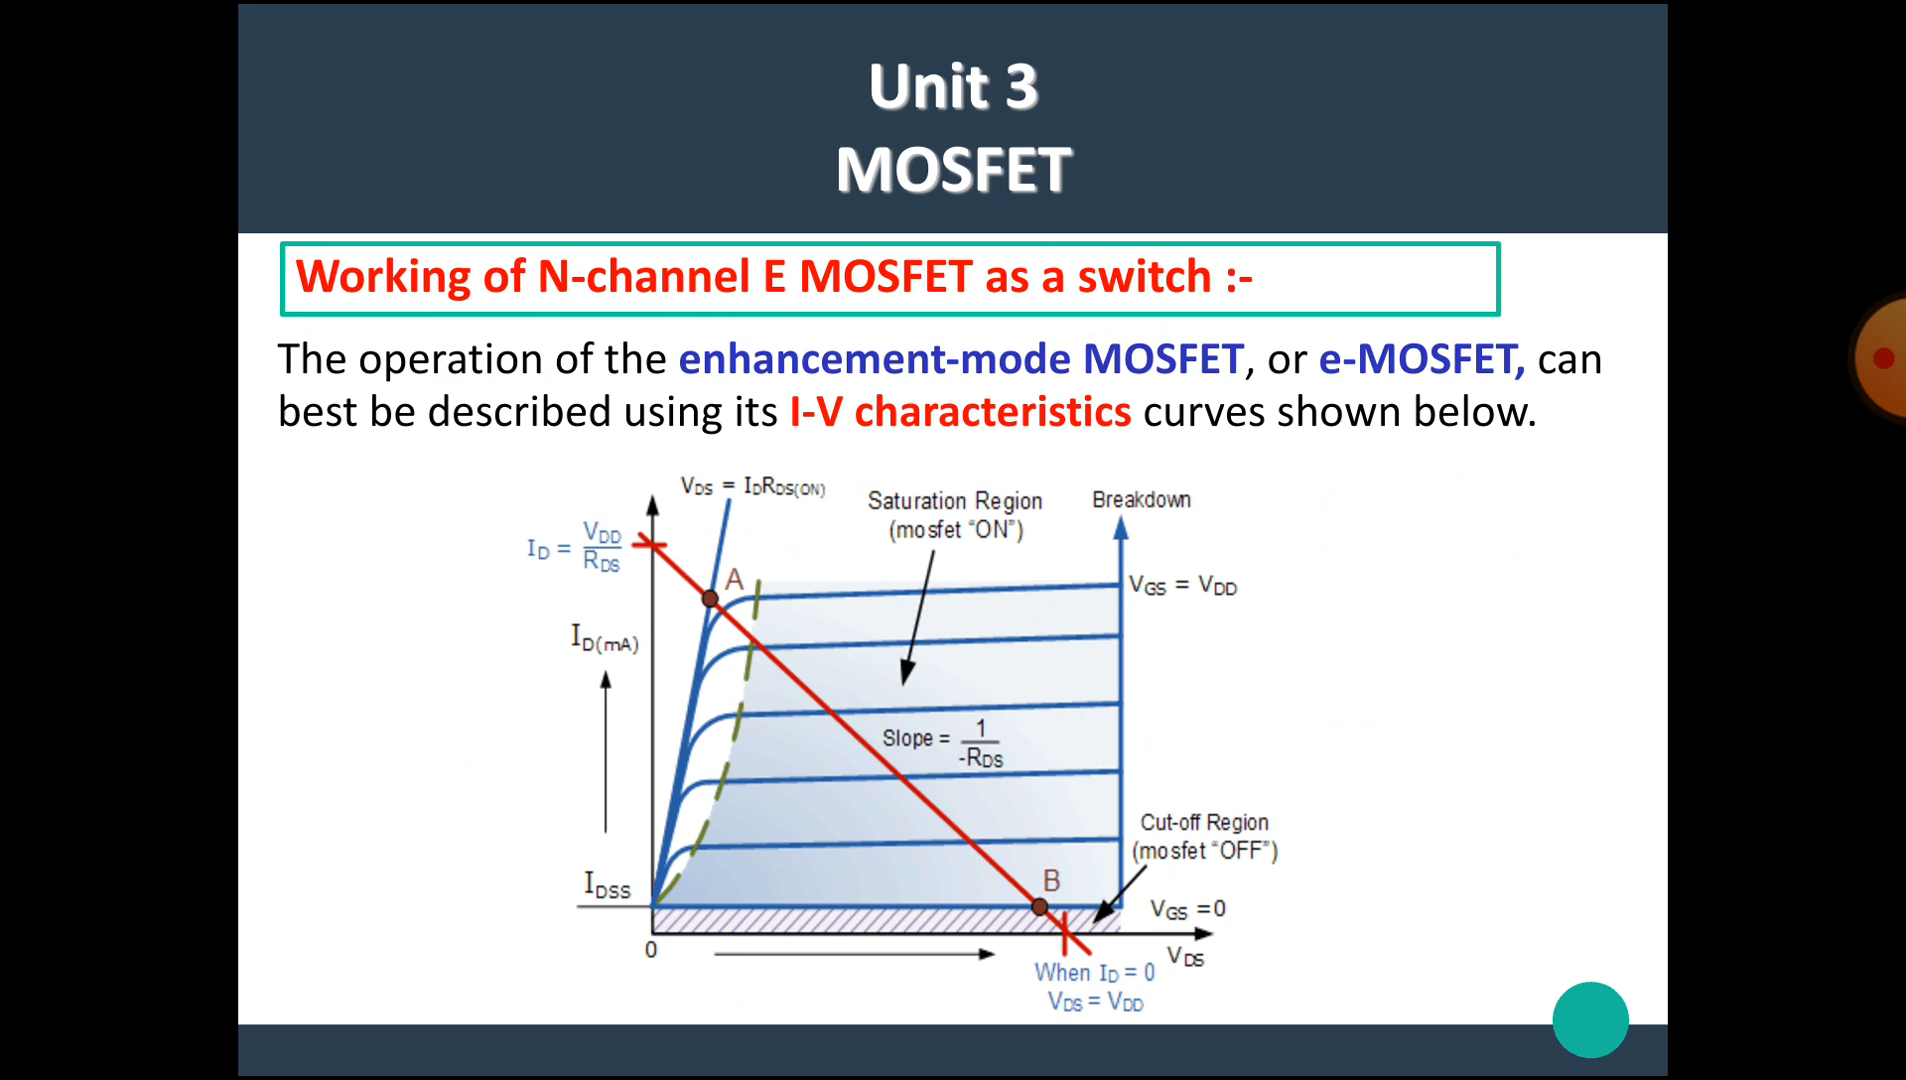 Unit 3
MOSFET
Working of N-channel E MOSFET as a switch :-
The operation of the enhancement-mode MOSFET, or e-MOSFET, can
best be described using its I-V characteristics curves shown below.
VDS = IDRDS(ON)
Saturation Region
(mosfet "ON")
Breakdown
ID = VDD
RDS
A
VGS = VDD
ID(mA)
Slope = 1
-RDS
Cut-off Region
(mosfet "OFF")
B
IDSS
VGS =0
0
VDS
When ID = 0
VDS = VDD